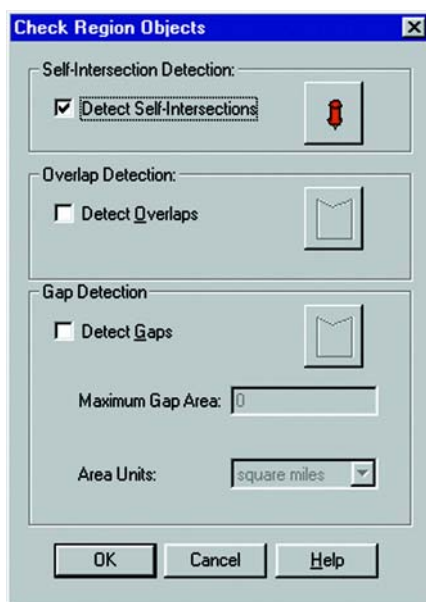 Check Region Objects
Self-Intersection Detection:
Detect Self-Intersections
Overlap Detection:
Detect Overlaps
Gap Detection
Detect Gaps
Maximum Gap Area: 0
Area Units: square miles
OK Cancel Help